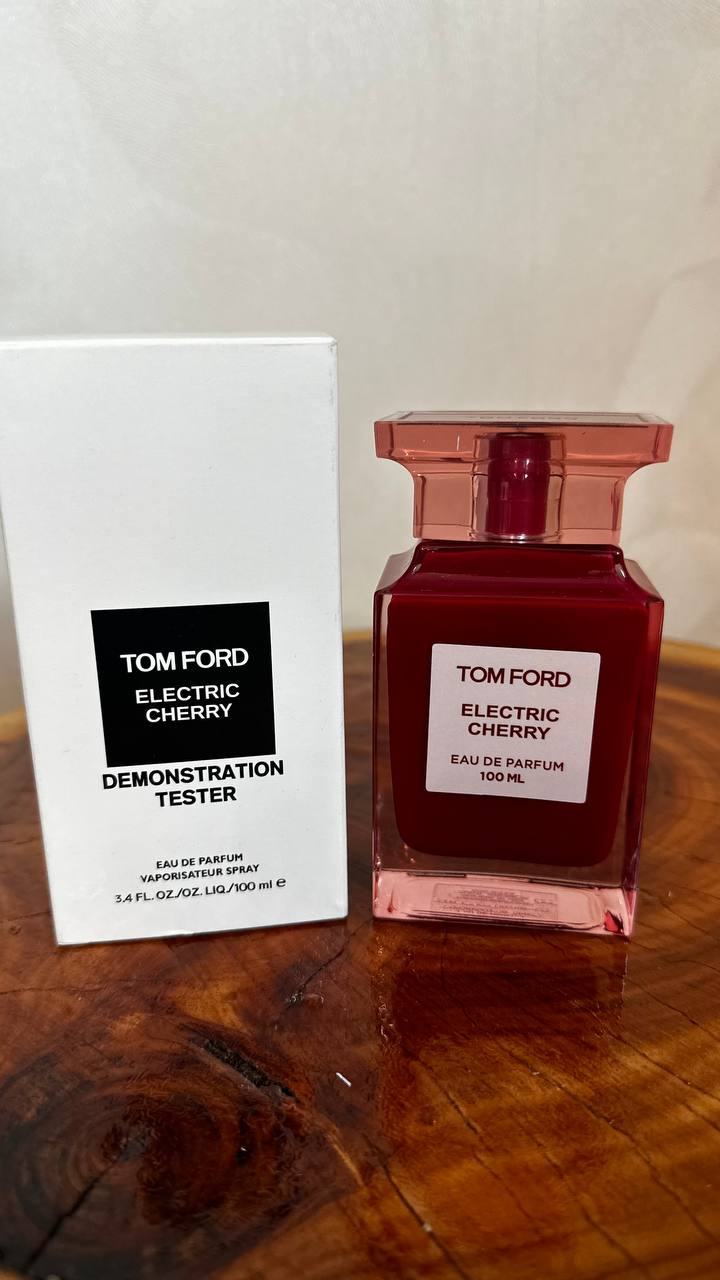 TOM FORD
ELECTRIC
CHERRY
DEMONSTRATION
TESTER
EAU DE PARFUM
VAPORISATEUR SPRAY
3.4 FL. OZ./OZ. LIQ./100 ml e
TOM FORD
TOM FORD
ELECTRIC
CHERRY
EAU DE PARFUM
100 ML